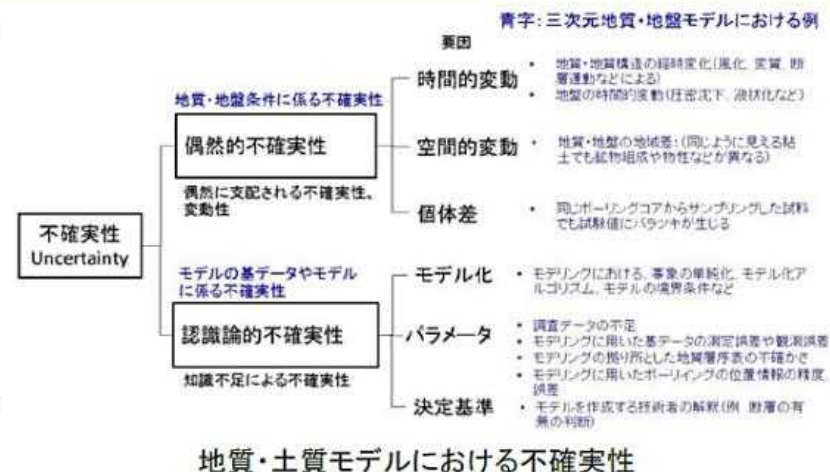 青字:三次元地質・地盤モデルにおける例
要因
不確実性
Uncertainty
地質・地盤条件に係る不確実性
偶然的不確実性
偶然に支配される不確実性、
変動性
時間的変動
• 地質・地質構造の経時変化(風化、変質、断
層運動などによる)
• 地盤の時間的変動(圧密沈下、液状化など)
空間的変動
• 地質・地盤の地域差:(同じように見える粘
土でも鉱物組成や物性などが異なる)
個体差
• 同じボーリングコアからサンプリングした試料
でも試験値にバラツキが生じる
モデルの基データやモデル
に係る不確実性
認識論的不確実性
知識不足による不確実性
モデル化
• モデリングにおける、事象の単純化、モデル化ア
ルゴリズム、モデルの境界条件など
パラメータ
• 調査データの不足
• モデリングに用いた基データの測定誤差や観測誤差
• モデリングの拠り所とした地質層序表の不確かさ
• モデリングに用いたボーリイングの位置情報の精度、
誤差
決定基準
• モデルを作成する技術者の解釈(例 断層の有
無の判断)
地質・土質モデルにおける不確実性